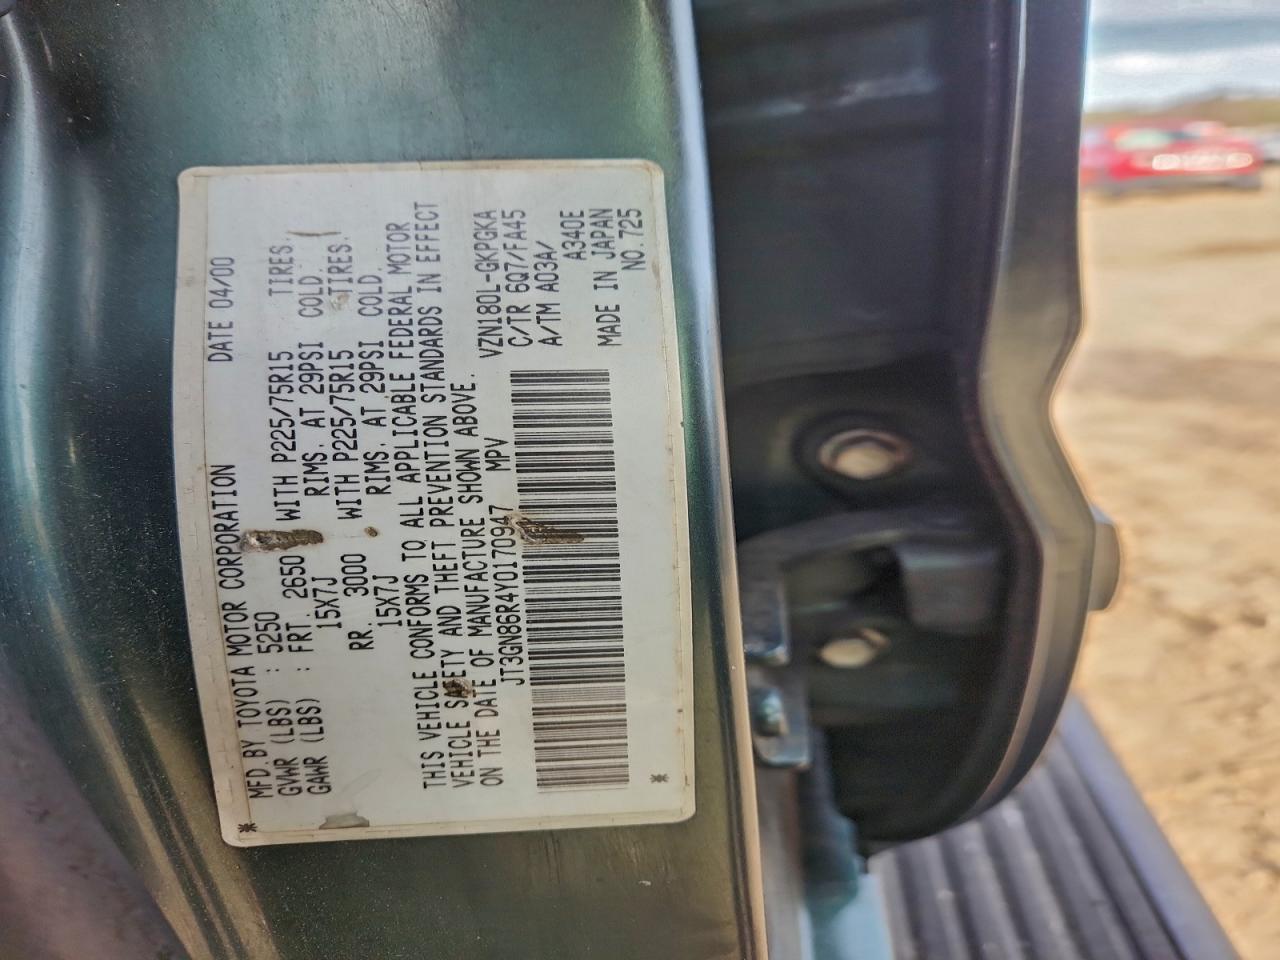 MFD.BY TOYOTA MOTOR CORPORATION DATE 04/00
GVWR (LBS) : 5250
GAWR (LBS) : FRT. 2650 WITH P225/75R15 TIRES.
15X7J RIMS. AT 29PSI COLD.
RR. 3000 WITH P225/75R15 TIRES.
15X7J RIMS. AT 29PSI COLD.
THIS VEHICLE CONFORMS TO ALL APPLICABLE FEDERAL MOTOR
VEHICLE SAFETY AND THEFT PREVENTION STANDARDS IN EFFECT
ON THE DATE OF MANUFACTURE SHOWN ABOVE.
JT3GN86R4Y0170947 MPV
VZN180L-GKPGKA
C/TR 6Q7/FA45
A/TM A03A/
A340E
MADE IN JAPAN
NO.725